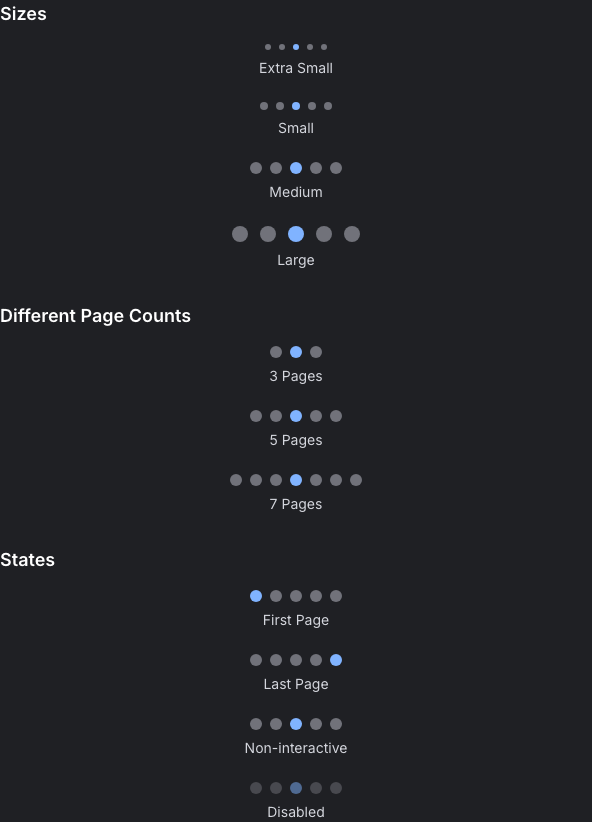 Sizes
Extra Small
Small
Medium
Large
Different Page Counts
3 Pages
5 Pages
7 Pages
States
First Page
Last Page
Non-interactive
Disabled